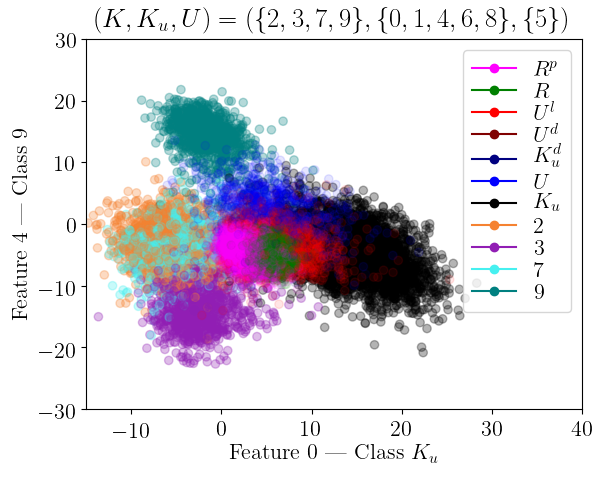 (K, K_u, U) = ({2, 3, 7, 9}, {0, 1, 4, 6, 8}, {5})
30
20
10
0
−10
−20
−30
Feature 4 — Class 9
R^p
R
U^l
U^d
K_u^d
U
K_u
2
3
7
9
−10
0
10
20
30
40
Feature 0 — Class K_u